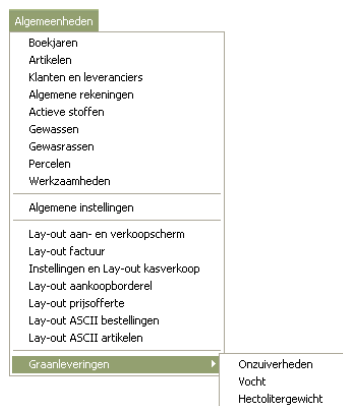 Algemeenheden
Boekjaren
Artikelen
Klanten en leveranciers
Algemene rekeningen
Actieve stoffen
Gewassen
Gewasrassen
Percelen
Werkzaamheden
Algemene instellingen
Lay-out aan- en verkoopscherm
Lay-out factuur
Instellingen en Lay-out kasverkoop
Lay-out aankoopborderel
Lay-out prijsofferte
Lay-out ASCII bestellingen
Lay-out ASCII artikelen
Graanleveringen
Onzuiverheden
Vocht
Hectolitergewicht